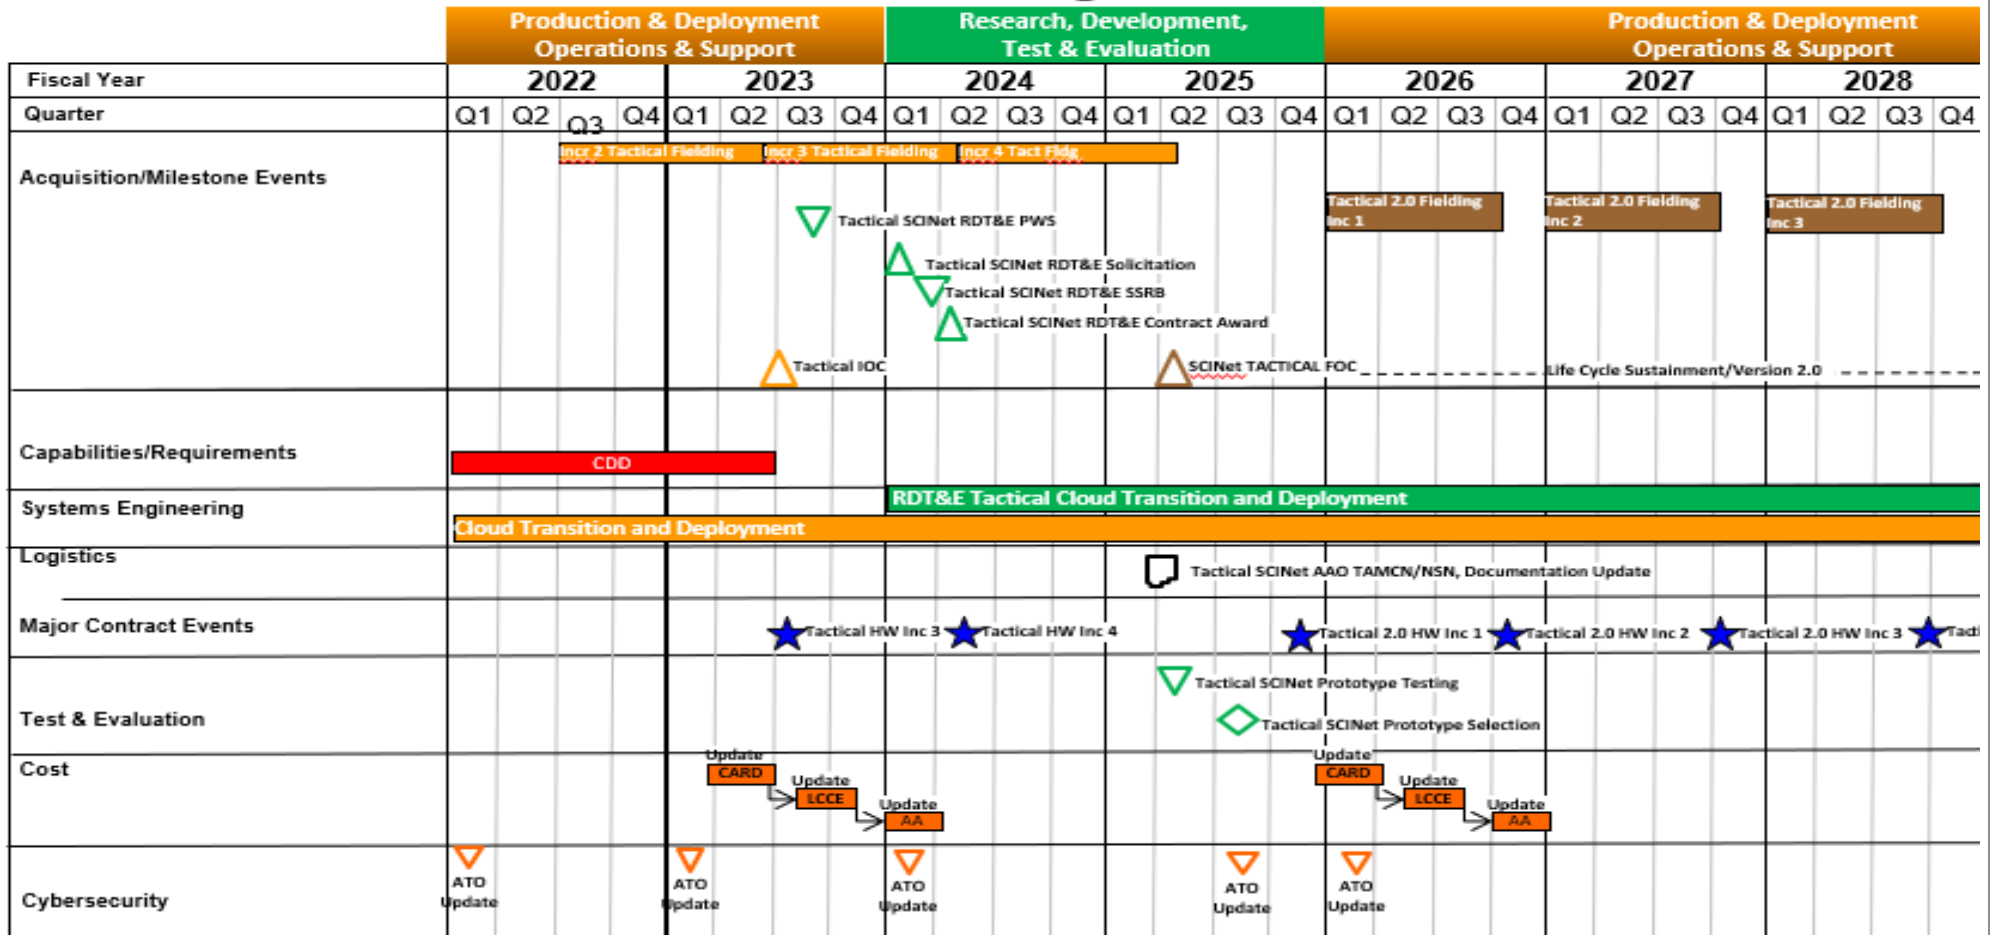 Production & Deployment
Operations & Support
Research, Development,
Test & Evaluation
Production & Deployment
Operations & Support
Fiscal Year 2022 2023 2024 2025 2026 2027 2028
Quarter Q1 Q2 Q3 Q4 Q1 Q2 Q3 Q4 Q1 Q2 Q3 Q4 Q1 Q2 Q3 Q4 Q1 Q2 Q3 Q4 Q1 Q2 Q3 Q4 Q1 Q2 Q3 Q4
Incr 2 Tactical Fielding Incr 3 Tactical Fielding Incr 4 Tact Fldg
Acquisition/Milestone Events
Tactical 2.0 Fielding
Inc 1
Tactical 2.0 Fielding
Inc 2
Tactical 2.0 Fielding
Inc 3
Tactical SCINet RDT&E PWS
Tactical SCINet RDT&E Solicitation
Tactical SCINet RDT&E SSRB
Tactical SCINet RDT&E Contract Award
Tactical IOC
SCINet TACTICAL FOC
Life Cycle Sustainment/Version 2.0
Capabilities/Requirements
CDD
Systems Engineering
RDT&E Tactical Cloud Transition and Deployment
Cloud Transition and Deployment
Logistics
Tactical SCINet AAO TAMCN/NSN, Documentation Update
Major Contract Events
Tactical HW Inc 3
Tactical HW Inc 4
Tactical 2.0 HW Inc 1
Tactical 2.0 HW Inc 2
Tactical 2.0 HW Inc 3
Tacti
Tactical SCINet Prototype Testing
Test & Evaluation
Tactical SCINet Prototype Selection
Cost
Update
CARD
Update
LCCE
Update
AA
Update
CARD
Update
LCCE
Update
AA
Cybersecurity
ATO
Update
ATO
Update
ATO
Update
ATO
Update
ATO
Update